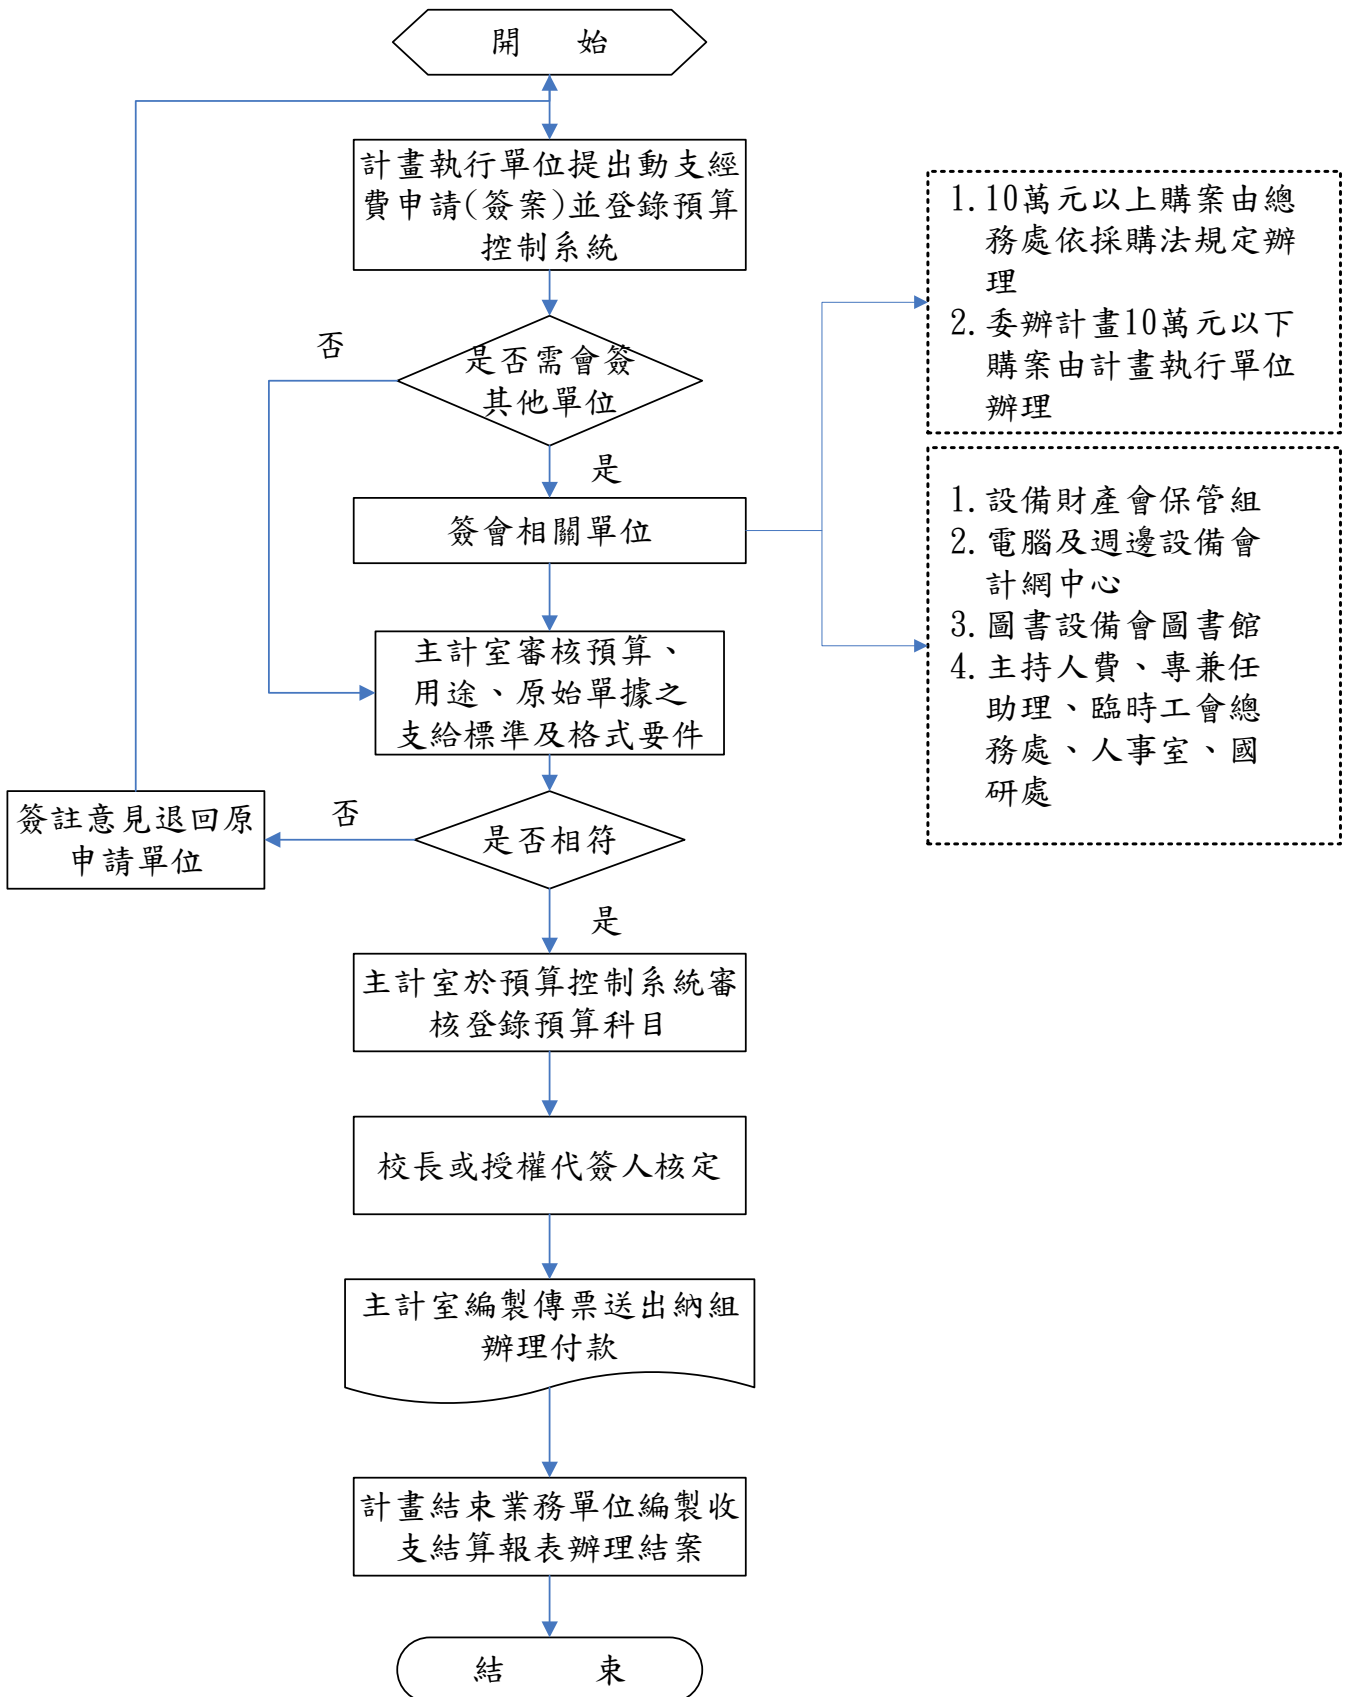 開 始
計畫執行單位提出動支經
費申請(簽案)並登錄預算
控制系統
否
是否需會簽
其他單位
是
簽會相關單位
1.10萬元以上購案由總
務處依採購法規定辦
理
2.委辦計畫10萬元以下
購案由計畫執行單位
辦理
1.設備財產會保管組
2.電腦及週邊設備會
計網中心
3.圖書設備會圖書館
4.主持人費、專兼任
助理、臨時工會總
務處、人事室、國
研處
主計室審核預算、
用途、原始單據之
支給標準及格式要件
是否相符
否
簽註意見退回原
申請單位
是
主計室於預算控制系統審
核登錄預算科目
校長或授權代簽人核定
主計室編製傳票送出納組
辦理付款
計畫結束業務單位編製收
支結算報表辦理結案
結 束